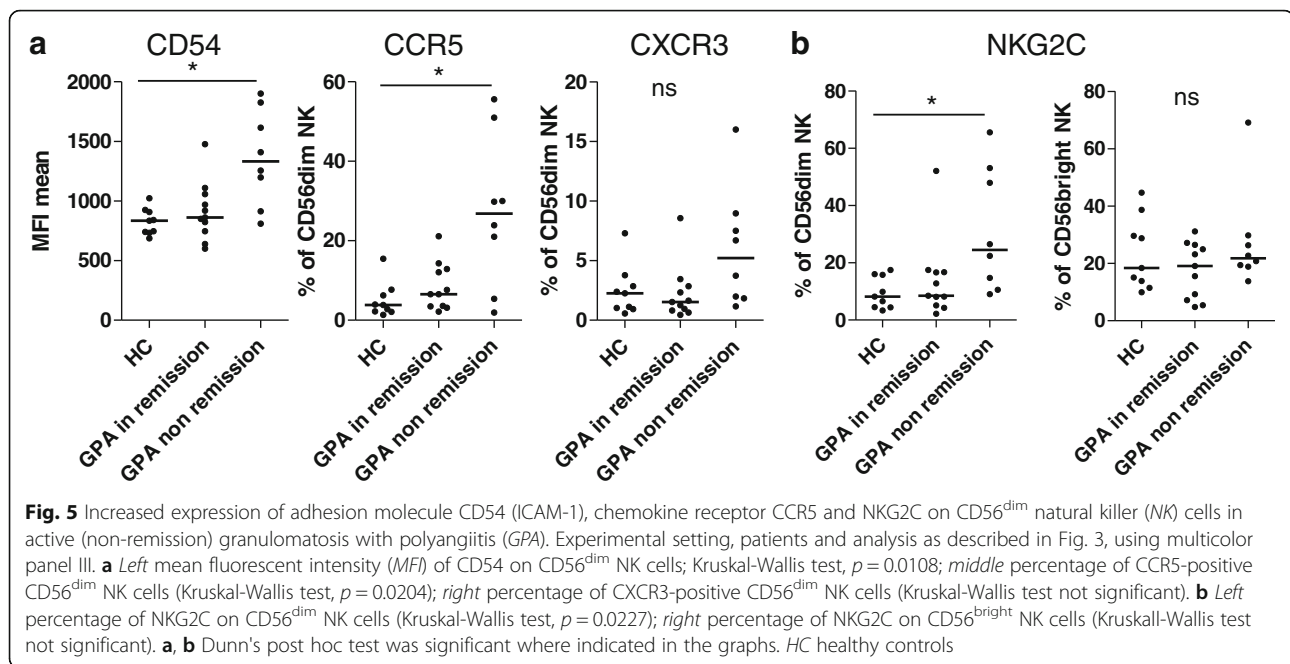 a
CD54
CCR5
CXCR3
b
NKG2C
*
2000
1500
1000
500
0
MFI mean
HC
GPA in remission
GPA non remission
*
60
40
20
0
% of CD56dim NK
HC
GPA in remission
GPA non remission
ns
20
15
10
5
0
% of CD56dim NK
HC
GPA in remission
GPA non remission
*
80
60
40
20
0
% of CD56dim NK
HC
GPA in remission
GPA non remission
ns
80
60
40
20
0
% of CD56bright NK
HC
GPA in remission
GPA non remission
Fig. 5 Increased expression of adhesion molecule CD54 (ICAM-1), chemokine receptor CCR5 and NKG2C on CD56dim natural killer (NK) cells in
active (non-remission) granulomatosis with polyangiitis (GPA). Experimental setting, patients and analysis as described in Fig. 3, using multicolor
panel III. a Left mean fluorescent intensity (MFI) of CD54 on CD56dim NK cells; Kruskal-Wallis test, p = 0.0108; middle percentage of CCR5-positive
CD56dim NK cells (Kruskal-Wallis test, p = 0.0204); right percentage of CXCR3-positive CD56dim NK cells (Kruskal-Wallis test not significant). b Left
percentage of NKG2C on CD56dim NK cells (Kruskal-Wallis test, p = 0.0227); right percentage of NKG2C on CD56bright NK cells (Kruskall-Wallis test
not significant). a, b Dunn's post hoc test was significant where indicated in the graphs. HC healthy controls